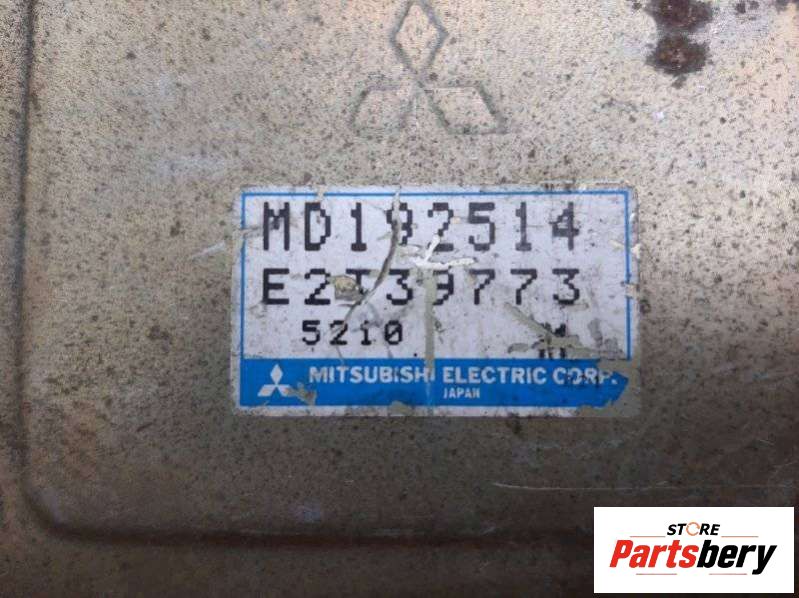 MD192514
E2T39773
5210
MITSUBISHI ELECTRIC CORP.
JAPAN
STORE
Partsbery